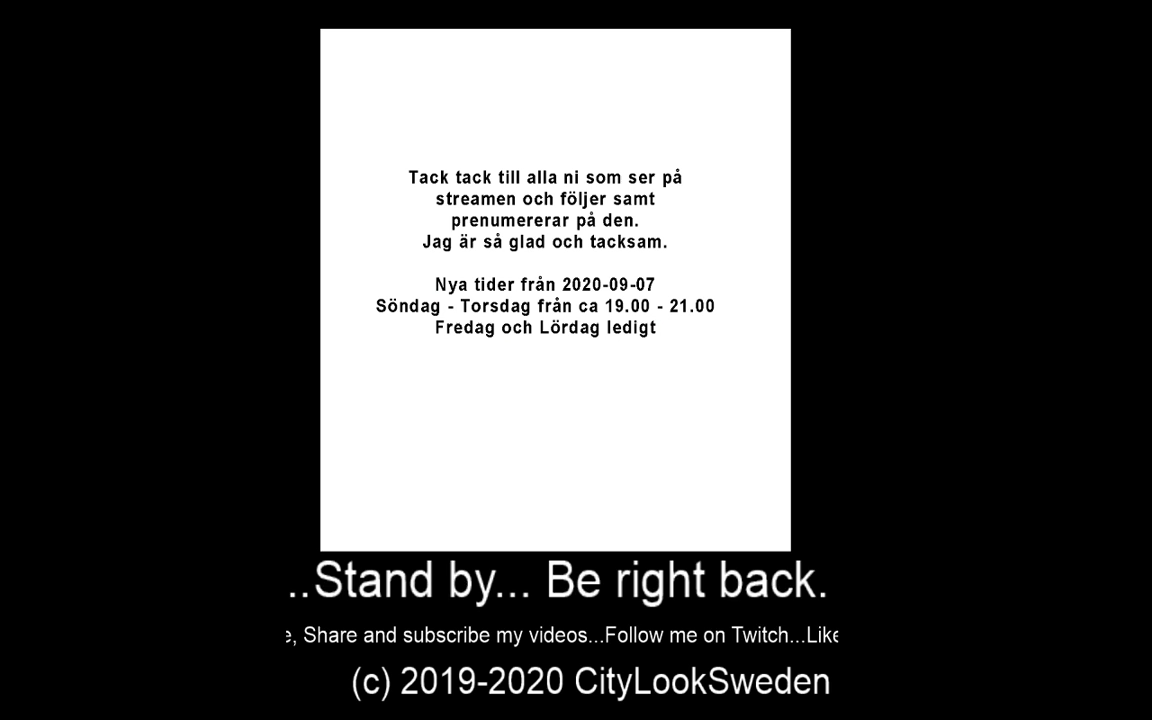 Tack tack till alla ni som ser på
streamen och följer samt
prenumererar på den.
Jag är så glad och tacksam.
Nya tider från 2020-09-07
Söndag - Torsdag från ca 19.00 - 21.00
Fredag och Lördag ledigt
..Stand by... Be right back.
e, Share and subscribe my videos...Follow me on Twitch...Like
(c) 2019-2020 CityLookSweden